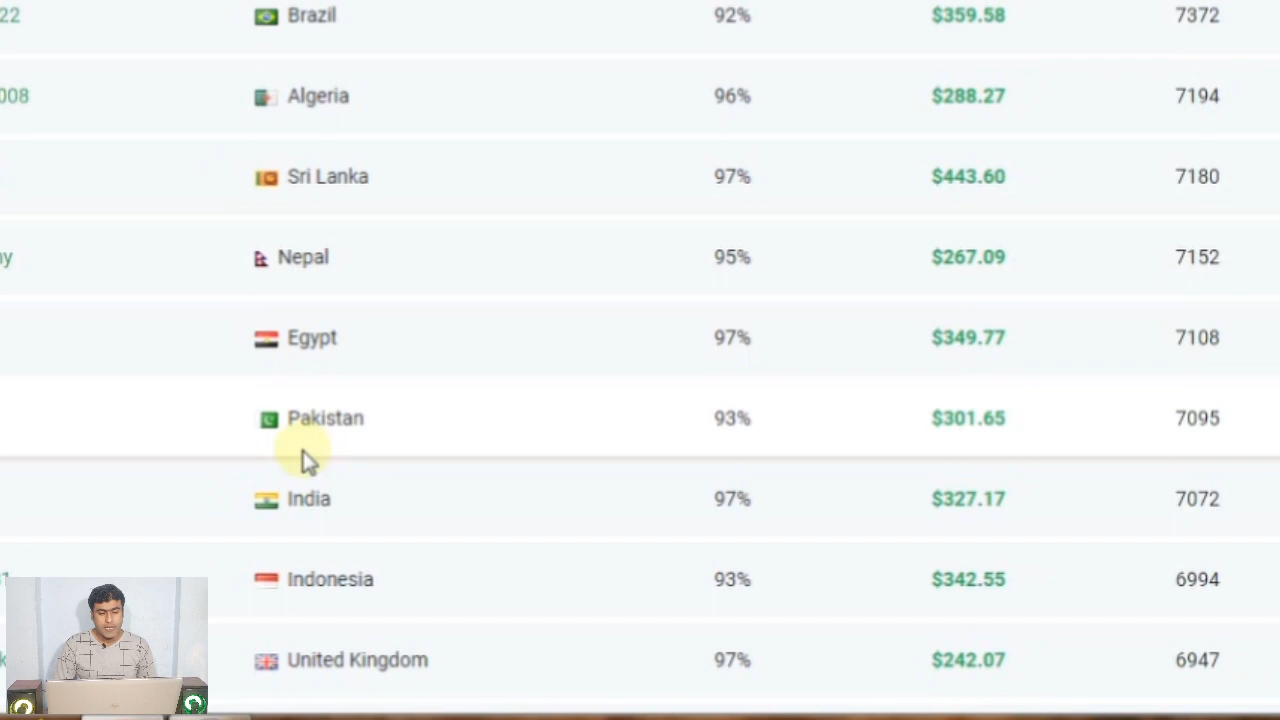 22 Brazil 92% $359.58 7372
008 Algeria 96% $288.27 7194
Sri Lanka 97% $443.60 7180
ny Nepal 95% $267.09 7152
Egypt 97% $349.77 7108
Pakistan 93% $301.65 7095
India 97% $327.17 7072
Indonesia 93% $342.55 6994
United Kingdom 97% $242.07 6947